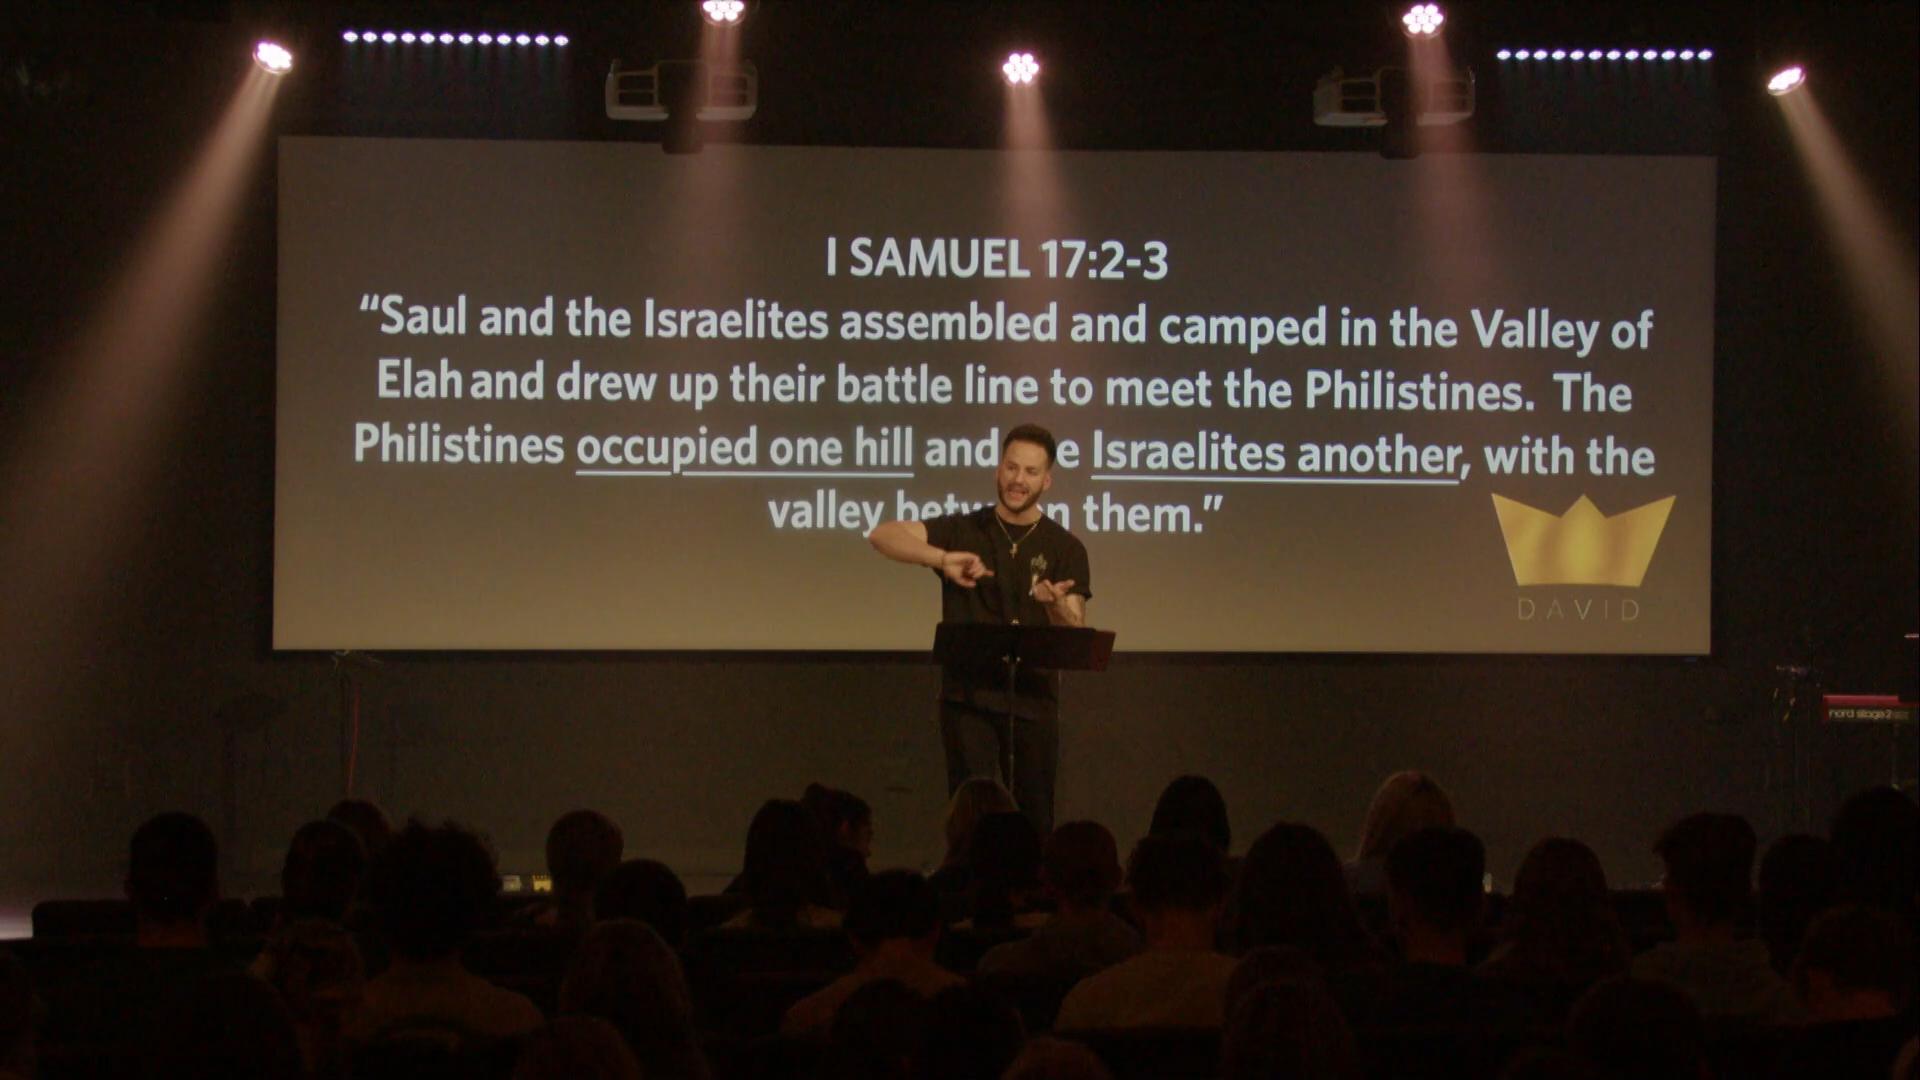 I SAMUEL 17:2-3
“Saul and the Israelites assembled and camped in the Valley of
Elah and drew up their battle line to meet the Philistines. The
Philistines occupied one hill and e Israelites another, with the
valley between them.”
DAVID
nord stage 2